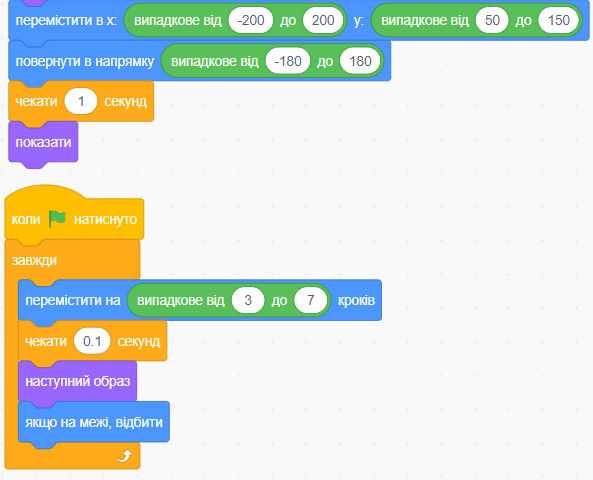 перемістити в x: випадкове від -200 до 200 y: випадкове від 50 до 150
повернути в напрямку випадкове від -180 до 180
чекати 1 секунд
показати
коли натиснуто
завжди
перемістити на випадкове від 3 до 7 кроків
чекати 0.1 секунд
наступний образ
якщо на межі, відбити